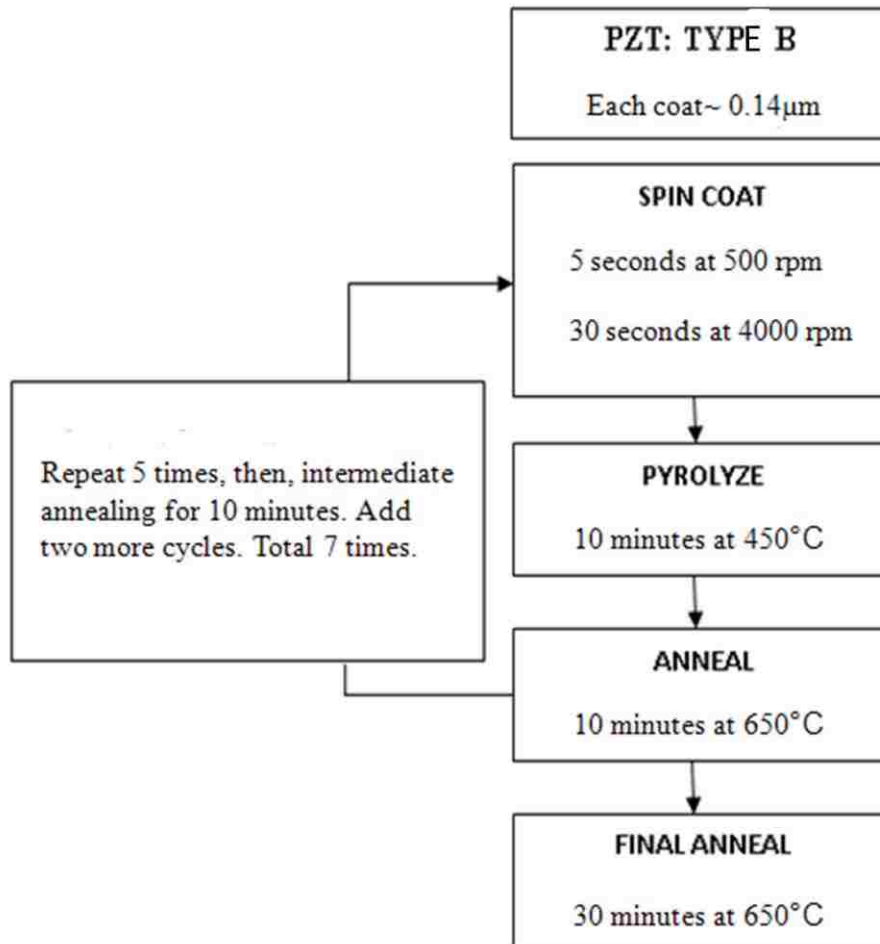 PZT: TYPE B
Each coat~ 0.14μm
SPIN COAT
5 seconds at 500 rpm
30 seconds at 4000 rpm
Repeat 5 times, then, intermediate
annealing for 10 minutes. Add
two more cycles. Total 7 times.
PYROLYZE
10 minutes at 450°C
ANNEAL
10 minutes at 650°C
FINAL ANNEAL
30 minutes at 650°C